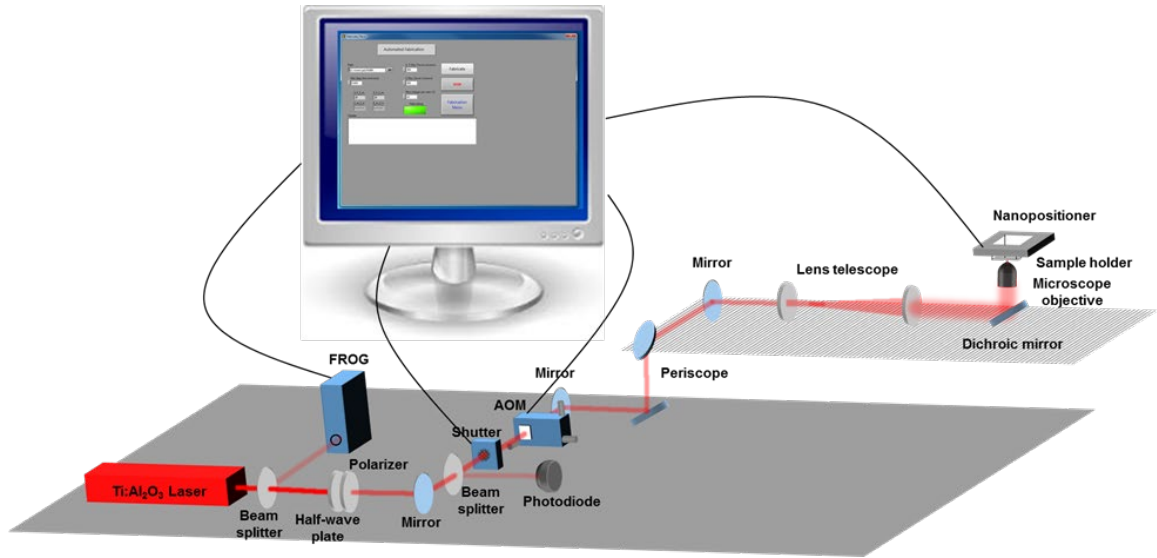 Automated Fabrication
Fabricate
Fabrication
Nanopositioner
Sample holder
Microscope
objective
Mirror
Lens telescope
Dichroic mirror
Periscope
FROG
Mirror
AOM
Shutter
Polarizer
Ti:Al₂O₃ Laser
Beam
splitter
Half-wave
plate
Mirror
Beam
splitter
Photodiode